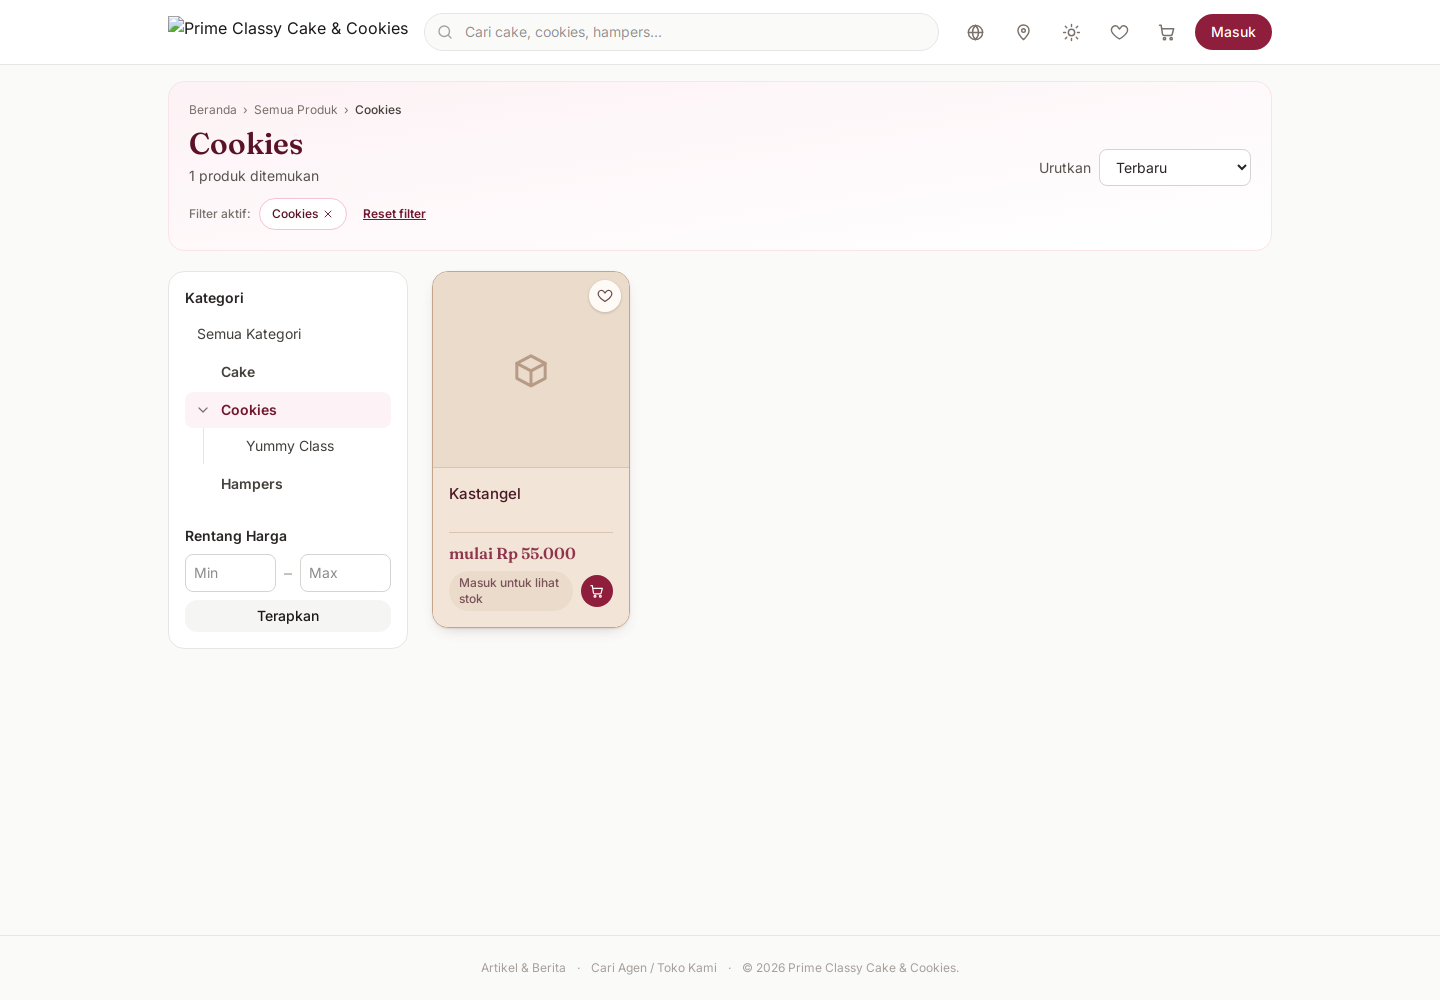 Prime Classy Cake & Cookies
Cari cake, cookies, hampers...
Masuk
Beranda › Semua Produk › Cookies
Cookies
1 produk ditemukan
Urutkan
Terbaru
Filter aktif: Cookies × Reset filter
Kategori
Semua Kategori
Cake
Cookies
Yummy Class
Hampers
Rentang Harga
Min – Max
Terapkan
Kastangel
mulai Rp 55.000
Masuk untuk lihat
stok
Artikel & Berita · Cari Agen / Toko Kami · © 2026 Prime Classy Cake & Cookies.